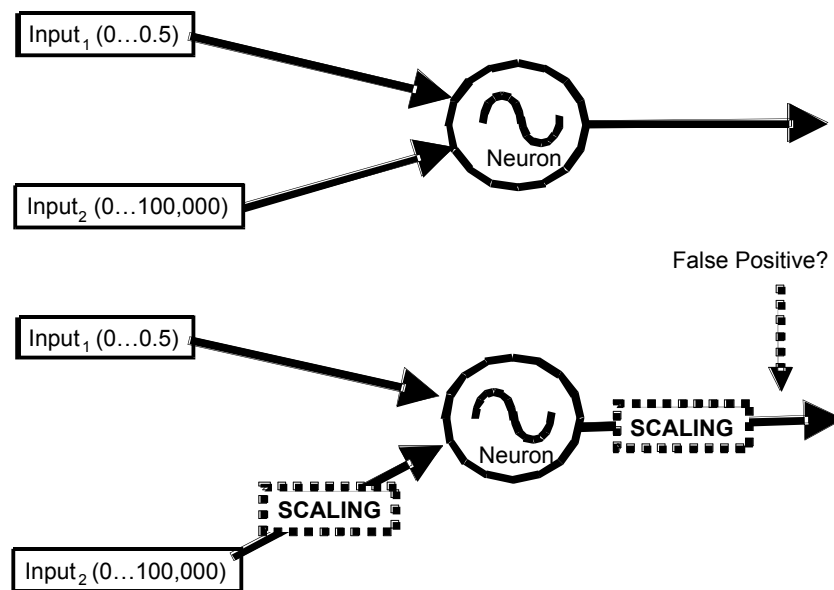 Input₁ (0…0.5)
Neuron
Input₂ (0…100,000)
False Positive?
Input₁ (0…0.5)
SCALING
Neuron
SCALING
Input₂ (0…100,000)